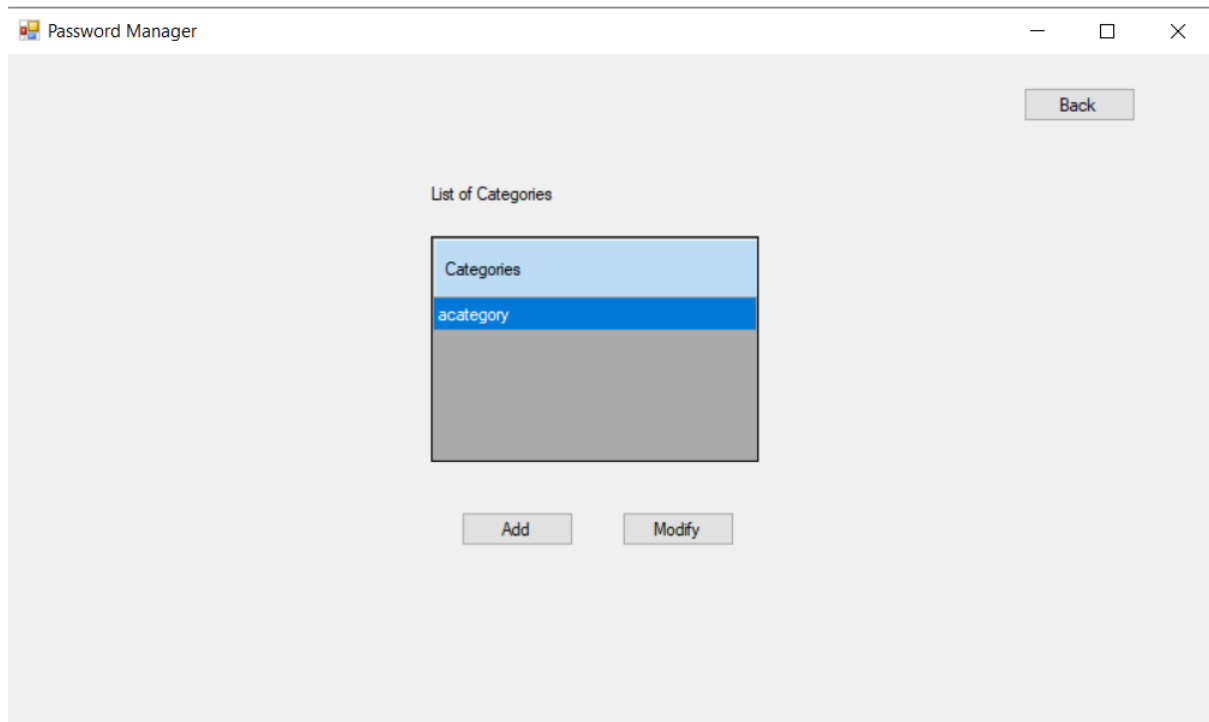 Password Manager
Back
List of Categories
Categories
acategory
Add
Modify